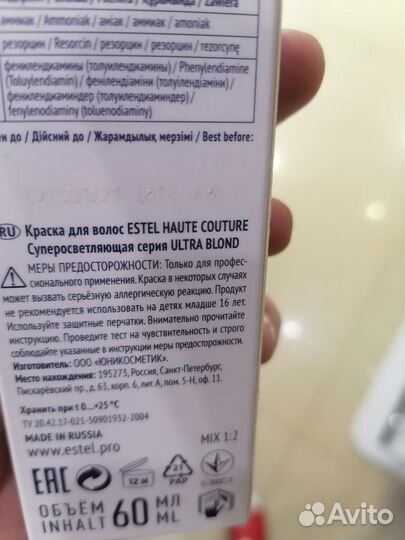 аммиак / Ammoniak / аміак / аммиак / amoniak
резорцин / Resorcin / резорцин / резорцин / rezorcynę
фенилендиамины (толуилендиамины) / Phenylendiamine
(Toluylendiamin) / феніlендіаміни (толуілендіаміни) /
фенилендиаминдер (толуилендиаминдер) /
fenylenodiaminy (toluenodiaminy)
ен до / Дійсний до / Жарамдылық мерзімі / Best before:
RU Краска для волос ESTEL HAUTE COUTURE
Суперосветляющая серия ULTRA BLOND
МЕРЫ ПРЕДОСТОРОЖНОСТИ: Только для профес-
сионального применения. Краска в некоторых случаях
может вызвать серьёзную аллергическую реакцию. Продукт
не рекомендуется использовать на детях младше 16 лет.
Используйте защитные перчатки. Внимательно прочитайте
инструкцию. Проведите тест на чувствительность и строго
соблюдайте указанные в инструкции меры предосторожности.
Изготовитель: ООО «ЮНИКОСМЕТИК».
Место нахождения: 195273, Россия, Санкт-Петербург,
Пискарёвский пр., д.63, корп. 6, лит. А, пом. 5-Н, оф. 11.
Хранить при t 0...+25 °C
ТУ 20.42.17-021-50901932-2004
MADE IN RUSSIA
www.estel.pro
MIX 1:2
EAC
12 М
21
PAP
ОБЪЁМ 60 МЛ
INHALT ML
Avito